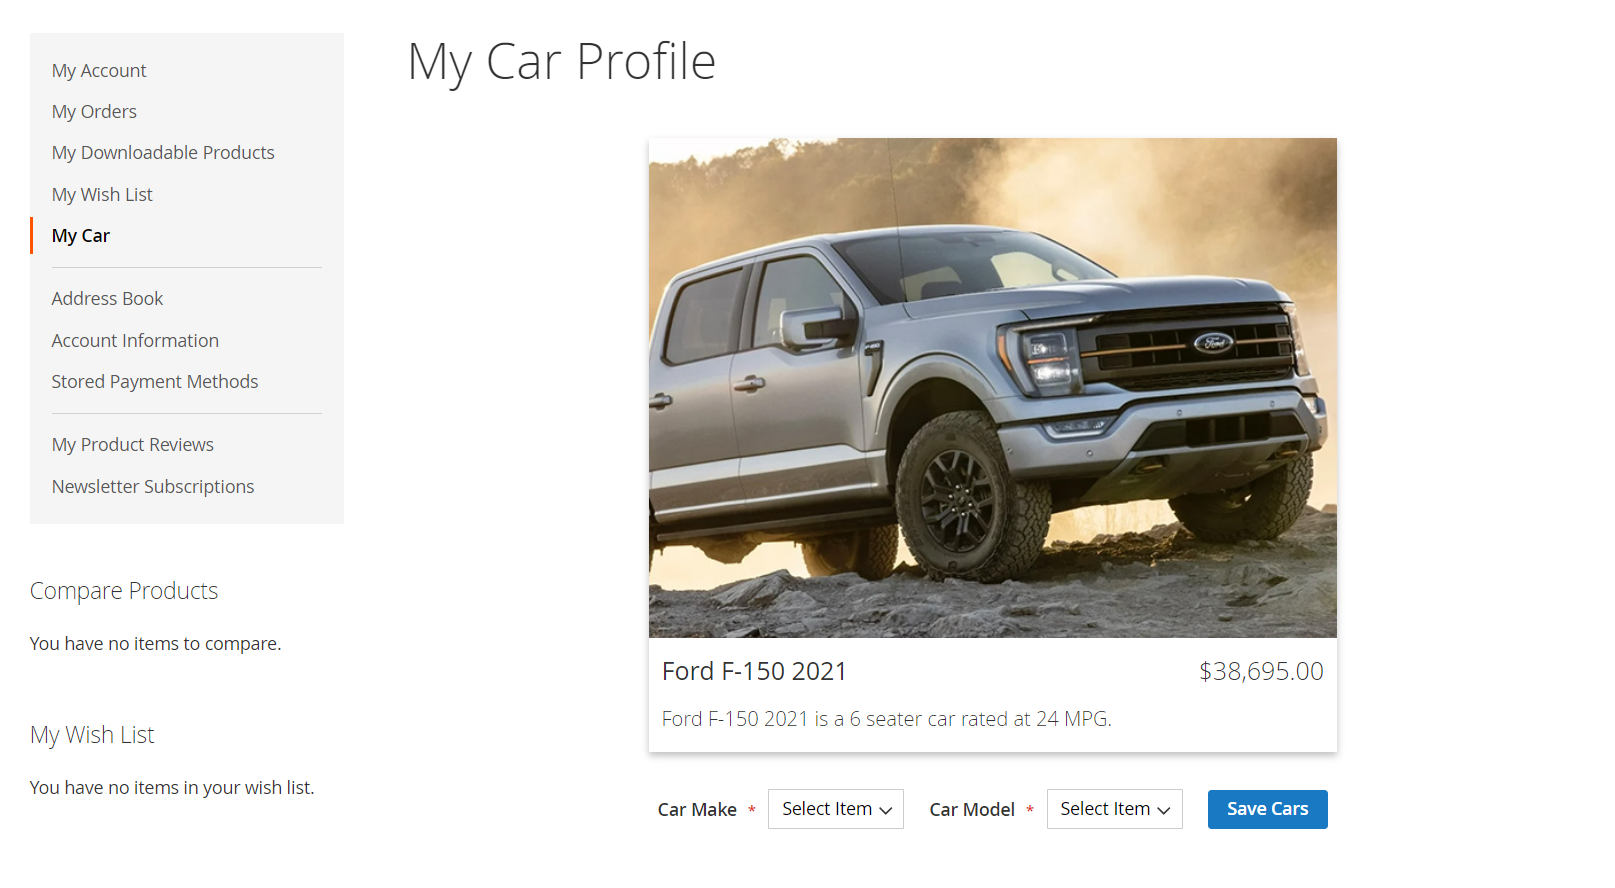 My Account
My Orders
My Downloadable Products
My Wish List
My Car
Address Book
Account Information
Stored Payment Methods
My Product Reviews
Newsletter Subscriptions
Compare Products
You have no items to compare.
My Wish List
You have no items in your wish list.
My Car Profile
Ford
Ford F-150 2021 $38,695.00
Ford F-150 2021 is a 6 seater car rated at 24 MPG.
Car Make * Select Item Car Model * Select Item Save Cars